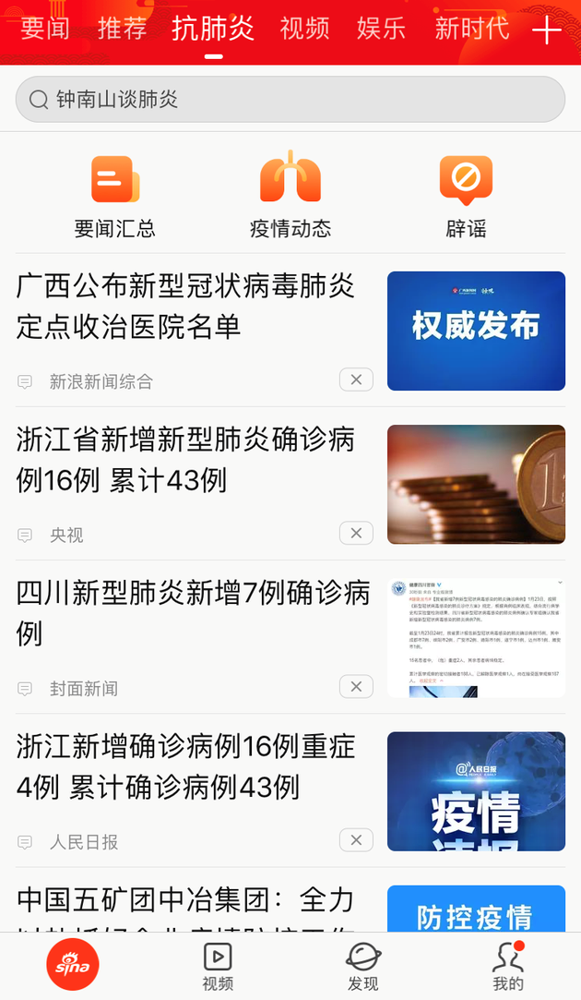 要闻 推荐 抗肺炎 视频 娱乐 新时代
钟南山谈肺炎
要闻汇总 疫情动态 辟谣
广西公布新型冠状病毒肺炎
定点收治医院名单
新浪新闻综合
权威发布
浙江省新增新型肺炎确诊病
例16例 累计43例
央视
四川新型肺炎新增7例确诊病
例
封面新闻
浙江新增确诊病例16例重症
4例 累计确诊病例43例
人民日报
@人民日报
疫情
速报
中国五矿团中冶集团：全力
防控疫情
sina 视频 发现 我的